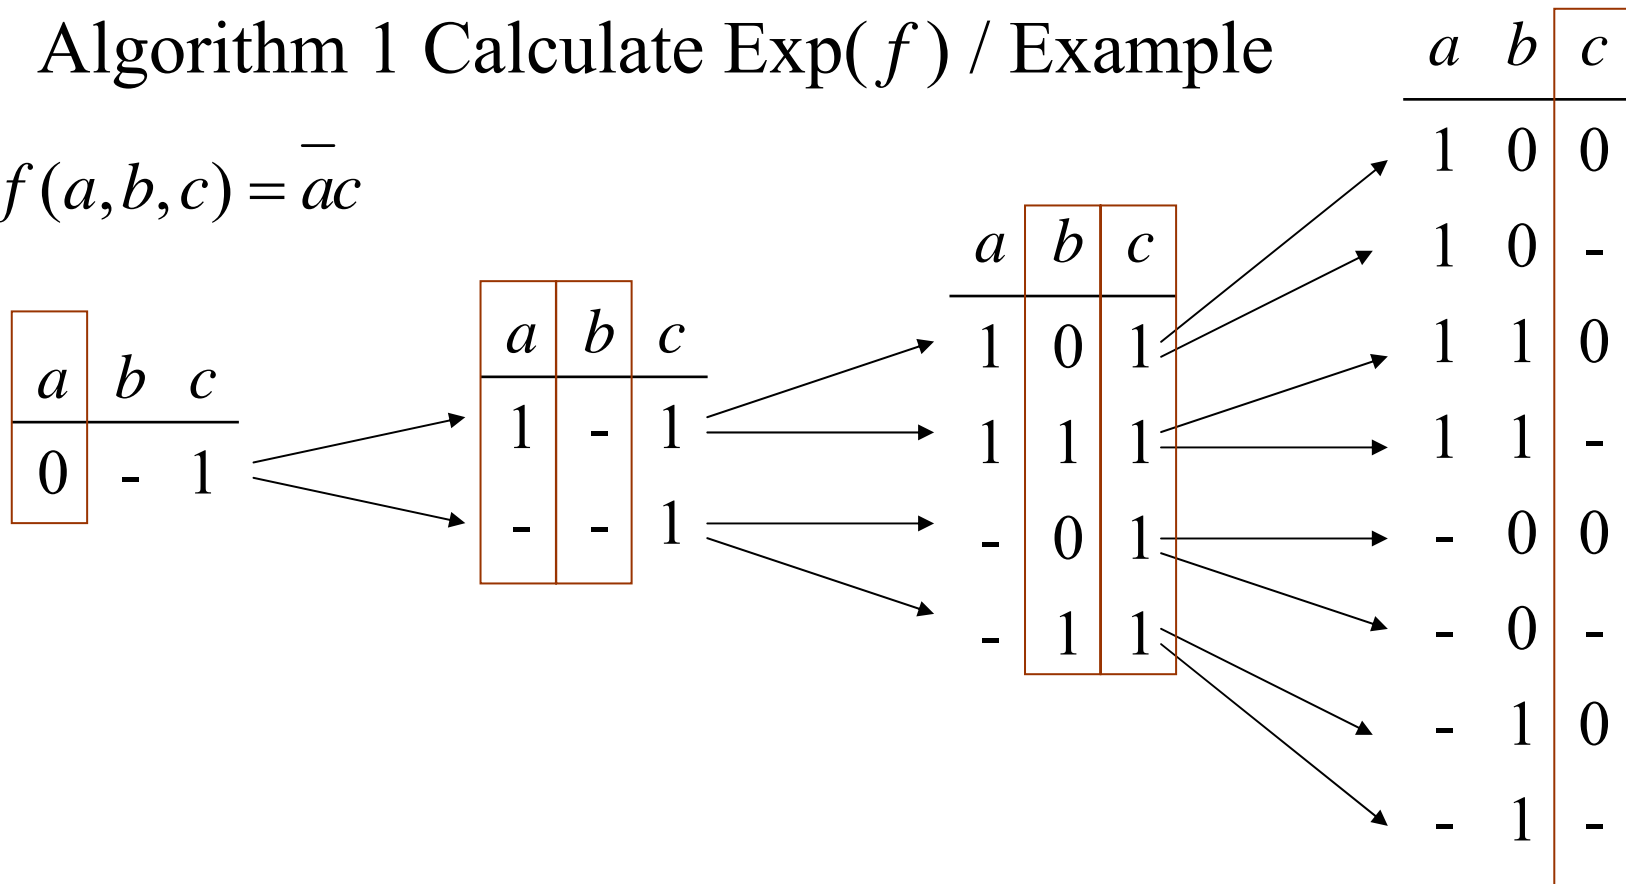 Algorithm 1 Calculate Exp( f ) / Example
f (a,b,c) = a̅c
a b c
0 - 1
a b c
1 - 1
- - 1
a b c
1 0 1
1 1 1
- 0 1
- 1 1
a b c
1 0 0
1 0 -
1 1 0
1 1 -
- 0 0
- 0 -
- 1 0
- 1 -